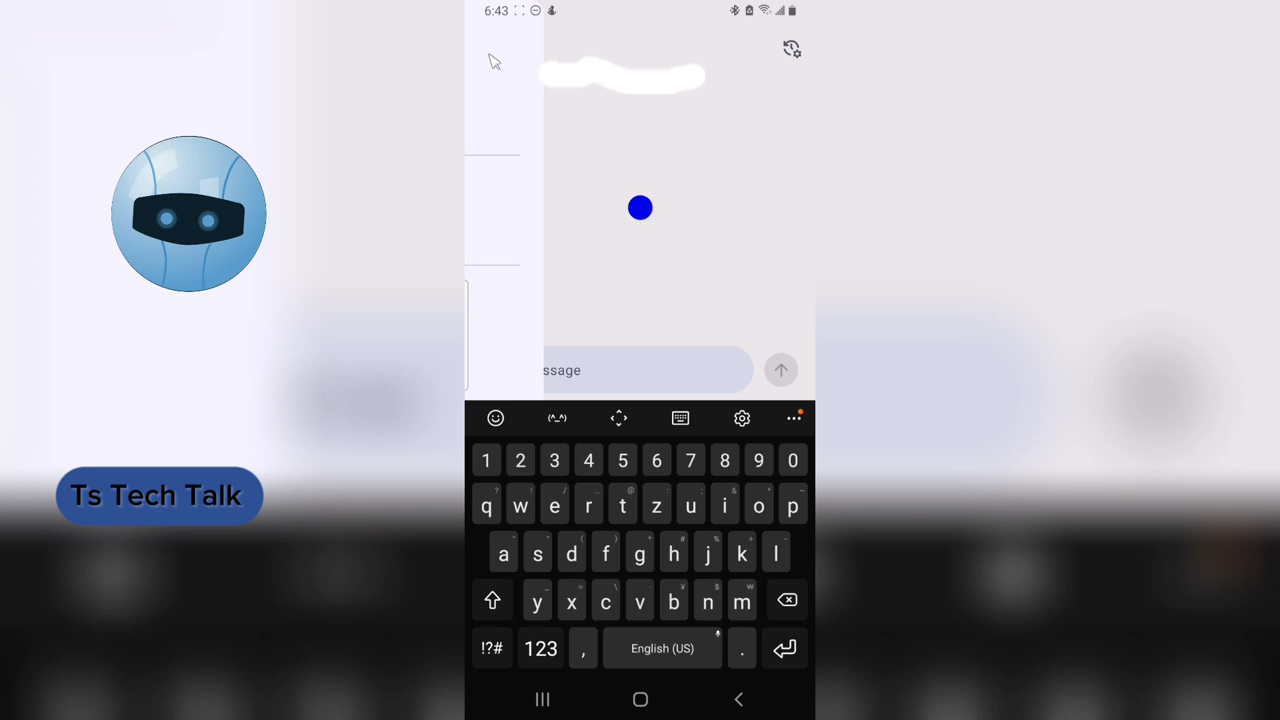 6:43
ssage
Ts Tech Talk
(^_^)
1 2 3 4 5 6 7 8 9 0
q w e r t z u i o p
a s d f g h j k l
y x c v b n m
!?# 123 , English (US) .